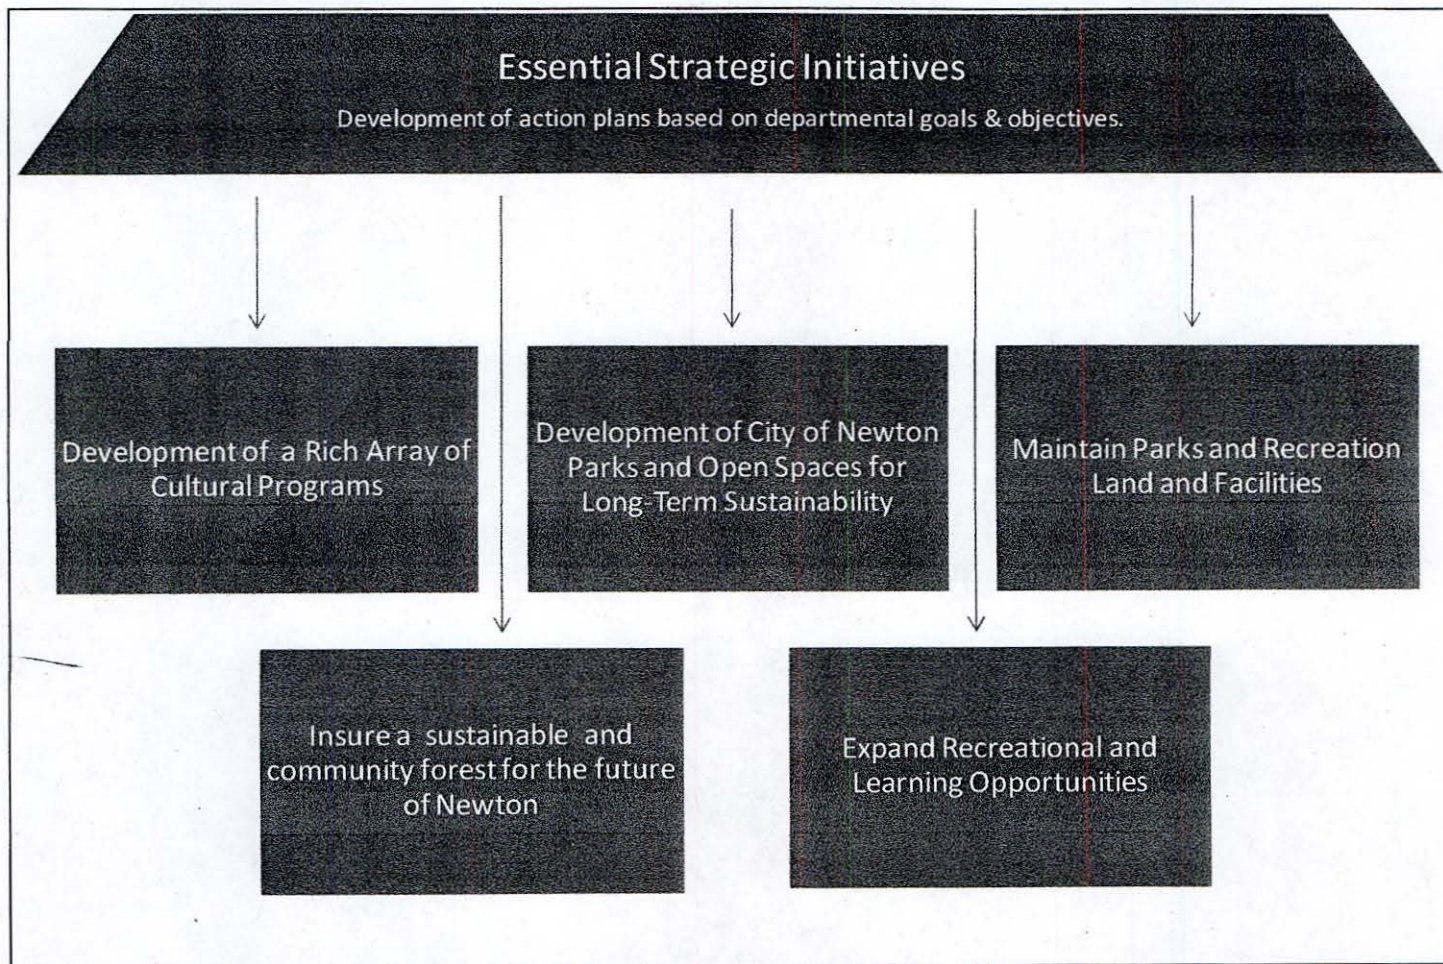 Essential Strategic Initiatives
Development of action plans based on departmental goals & objectives.
Development of a Rich Array of
Cultural Programs
Development of City of Newton
Parks and Open Spaces for
Long-Term Sustainability
Maintain Parks and Recreation
Land and Facilities
Insure a sustainable and
community forest for the future
of Newton
Expand Recreational and
Learning Opportunities